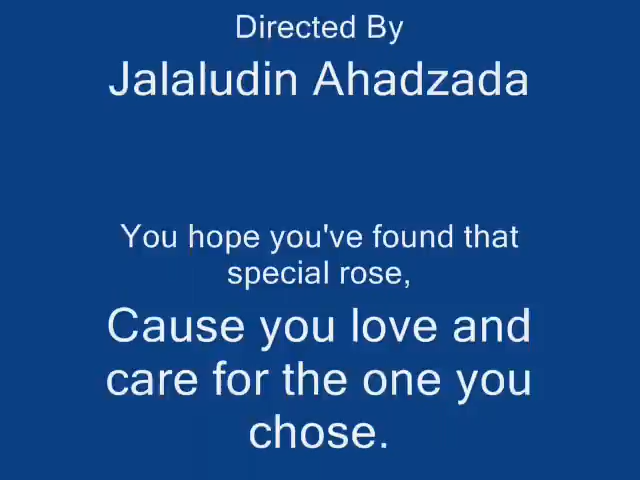 Directed By
Jalaludin Ahadzada
You hope you've found that
special rose,
Cause you love and
care for the one you
chose.